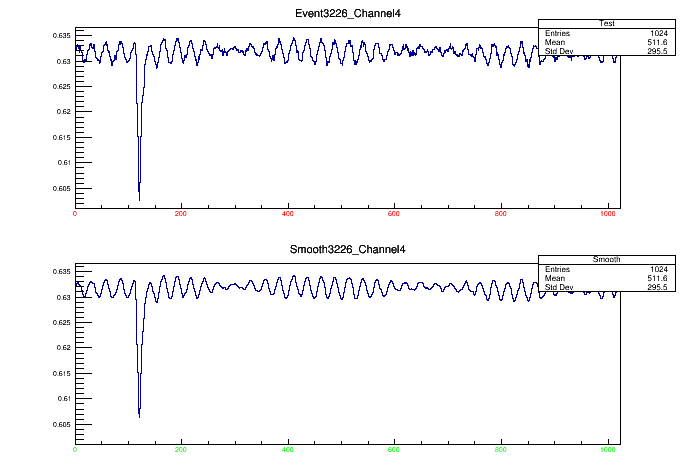 Event3226_Channel4
Test
Entries 1024
Mean 511.6
Std Dev 295.5
0.635
0.63
0.625
0.62
0.615
0.61
0.605
0 200 400 600 800 1000
Smooth3226_Channel4
Smooth
Entries 1024
Mean 511.6
Std Dev 295.5
0.635
0.63
0.625
0.62
0.615
0.61
0.605
0 200 400 600 800 1000